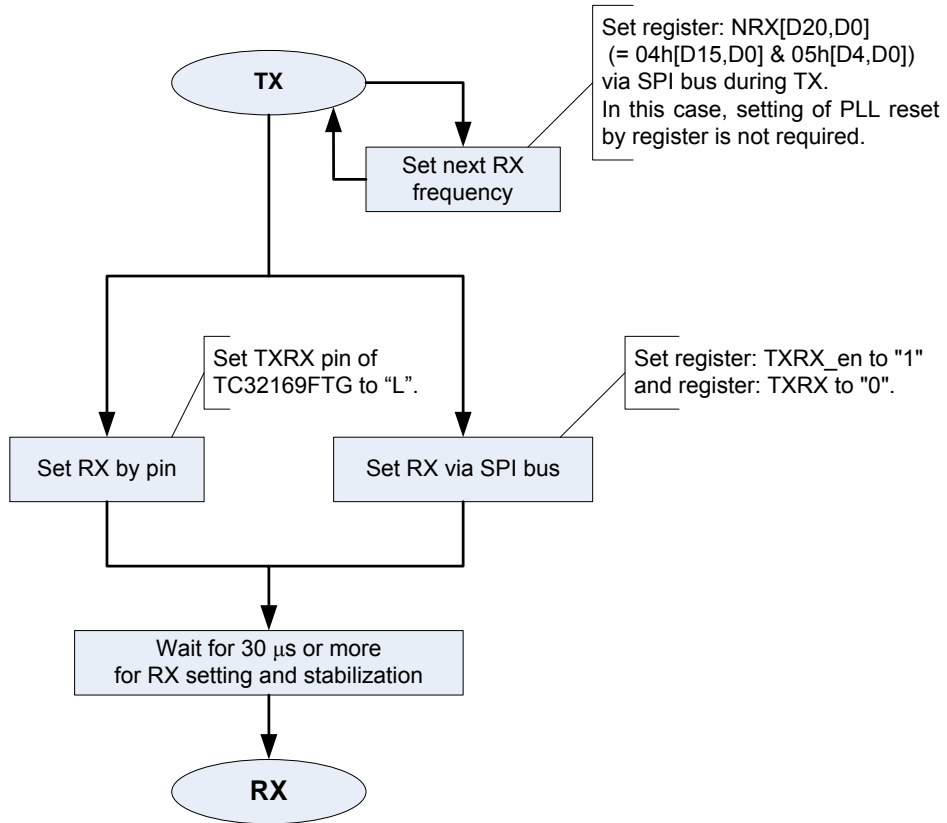 Set register: NRX[D20,D0]
(= 04h[D15,D0] & 05h[D4,D0])
via SPI bus during TX.
In this case, setting of PLL reset
by register is not required.
TX
Set next RX
frequency
Set TXRX pin of
TC32169FTG to “L”.
Set register: TXRX_en to "1"
and register: TXRX to "0".
Set RX by pin
Set RX via SPI bus
Wait for 30 μs or more
for RX setting and stabilization
RX